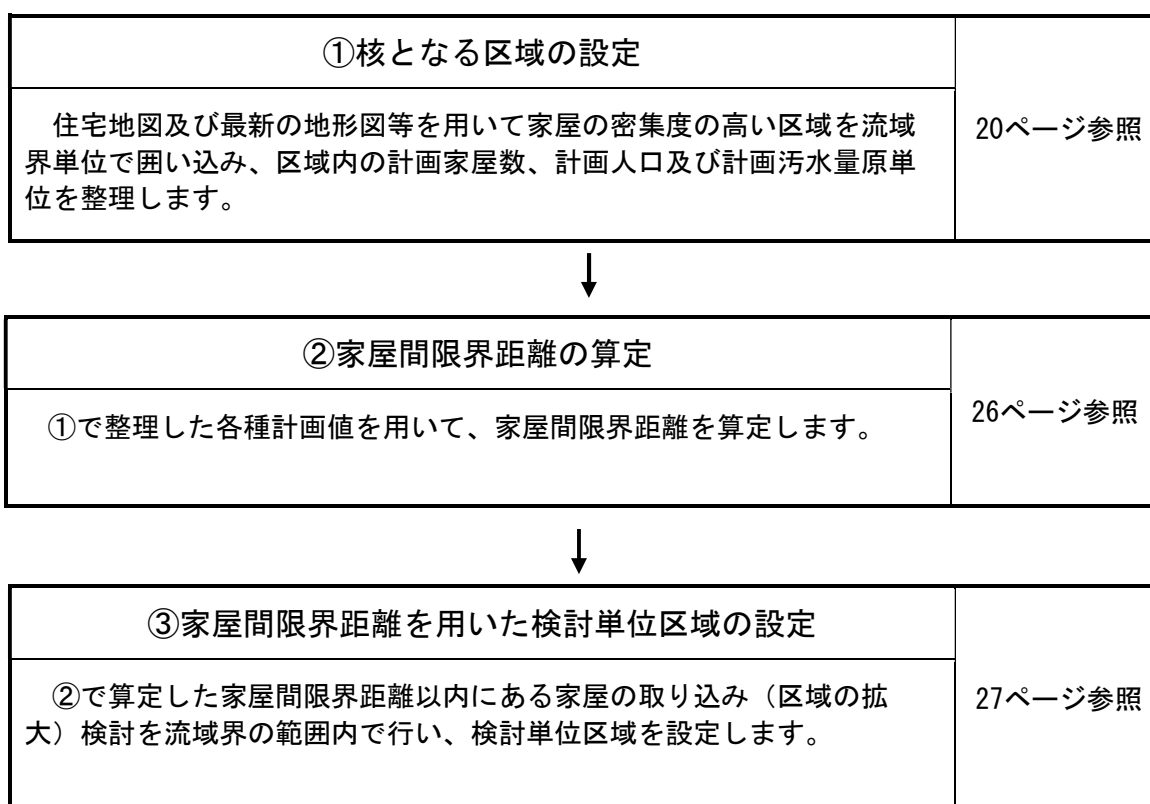 ①核となる区域の設定
住宅地図及び最新の地形図等を用いて家屋の密集度の高い区域を流域
界単位で囲い込み、区域内の計画家屋数、計画人口及び計画汚水量原単
位を整理します。
20ページ参照
②家屋間限界距離の算定
①で整理した各種計画値を用いて、家屋間限界距離を算定します。
26ページ参照
③家屋間限界距離を用いた検討単位区域の設定
②で算定した家屋間限界距離以内にある家屋の取り込み（区域の拡
大）検討を流域界の範囲内で行い、検討単位区域を設定します。
27ページ参照